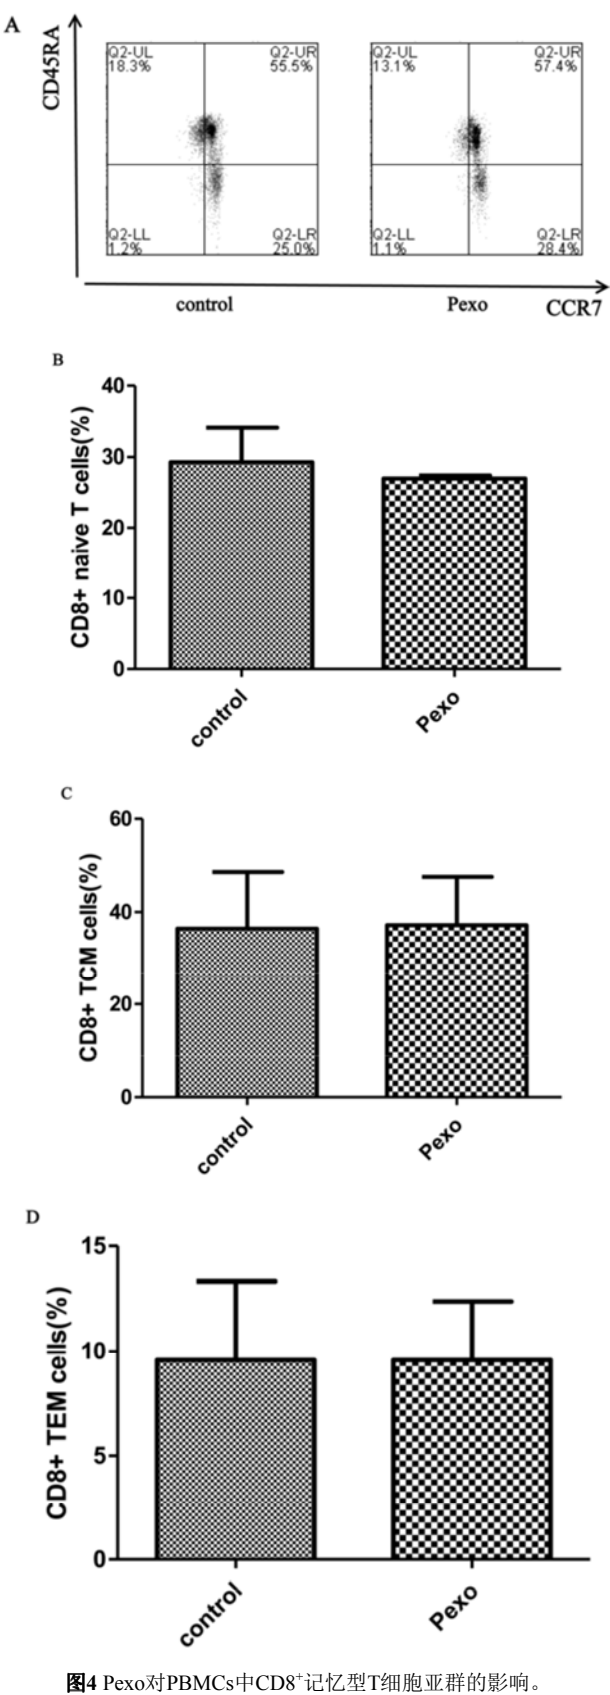 A
CD45RA
Q2-UL
18.3%
Q2-UR
55.5%
Q2-LL
1.2%
Q2-LR
25.0%
Q2-UL
13.1%
Q2-UR
57.4%
Q2-LL
1.1%
Q2-LR
28.4%
control
Pexo
CCR7
B
CD8+ naive T cells(%)
40
30
20
10
0
control
Pexo
C
CD8+ TCM cells(%)
60
40
20
0
control
Pexo
D
CD8+ TEM cells(%)
15
10
5
0
control
Pexo
图4 Pexo对PBMCs中CD8⁺记忆型T细胞亚群的影响。